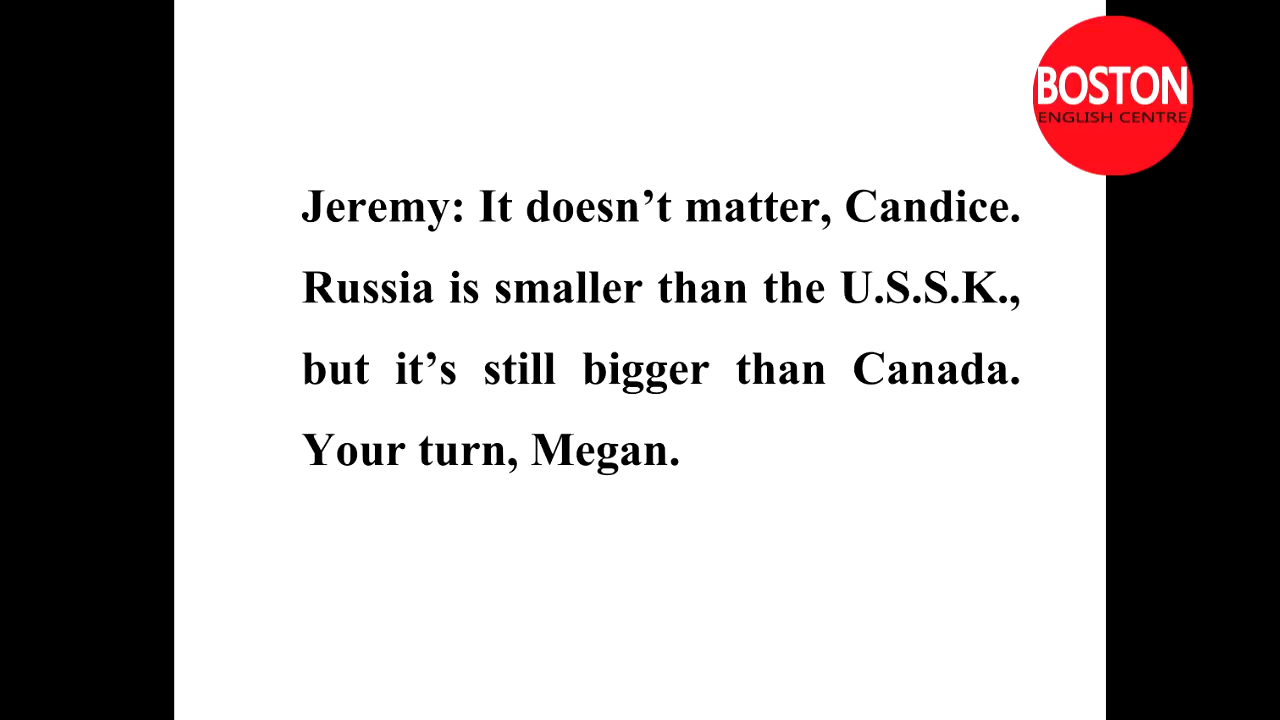 BOSTON
ENGLISH CENTRE
Jeremy: It doesn’t matter, Candice.
Russia is smaller than the U.S.S.K.,
but it’s still bigger than Canada.
Your turn, Megan.